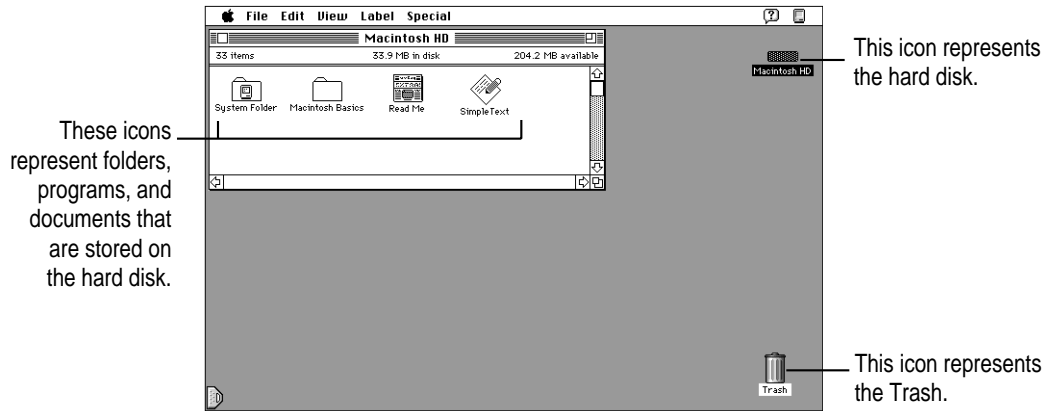 File Edit View Label Special
Macintosh HD
33 items 33.9 MB in disk 204.2 MB available
System Folder Macintosh Basics Read Me SimpleText
EXTRA
Macintosh HD
This icon represents
the hard disk.
These icons
represent folders,
programs, and
documents that
are stored on
the hard disk.
Trash
This icon represents
the Trash.